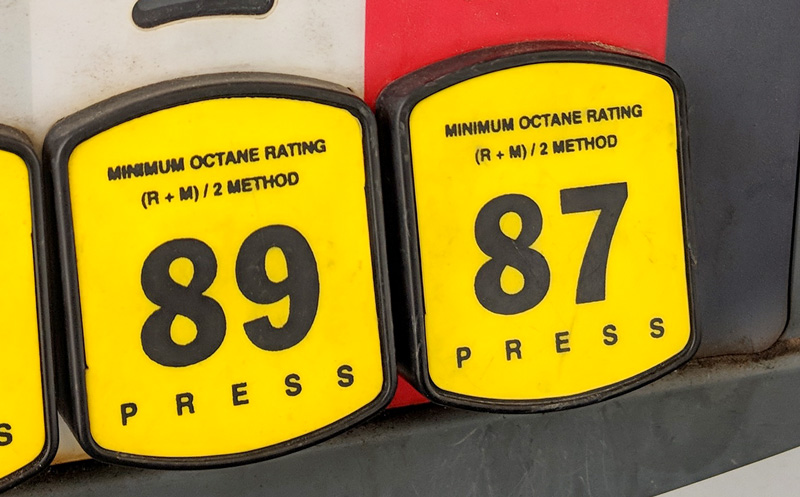 MINIMUM OCTANE RATING
(R + M) / 2 METHOD
89
PRESS
MINIMUM OCTANE RATING
(R + M) / 2 METHOD
87
PRESS
S